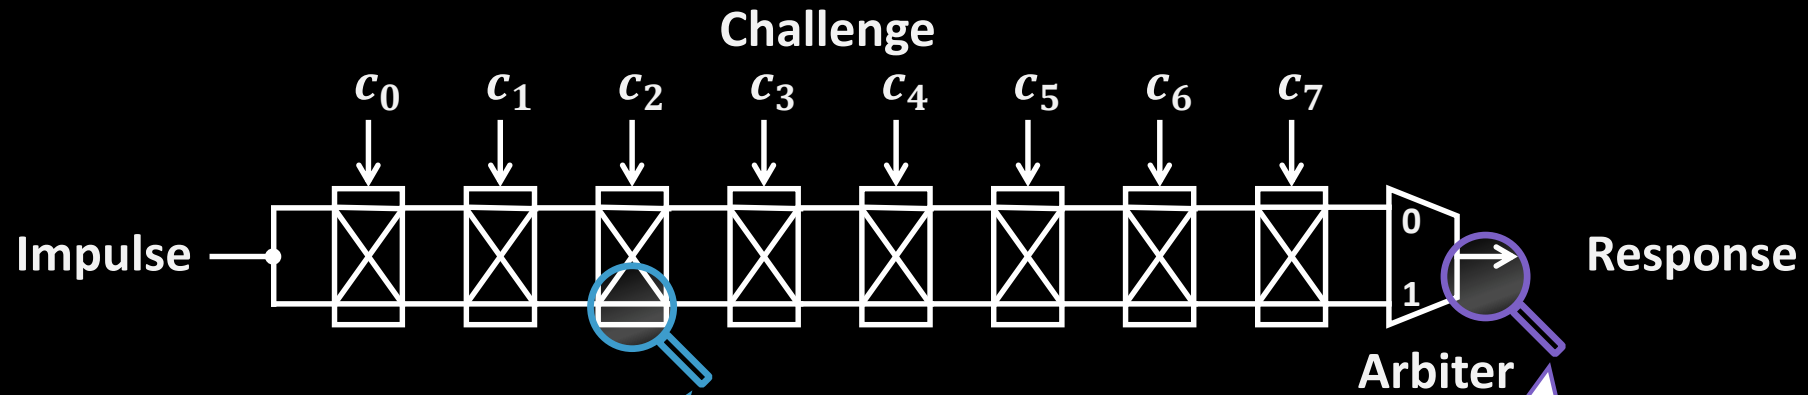 Challenge
c₀ c₁ c₂ c₃ c₄ c₅ c₆ c₇
0
Impulse
Response
1
Arbiter